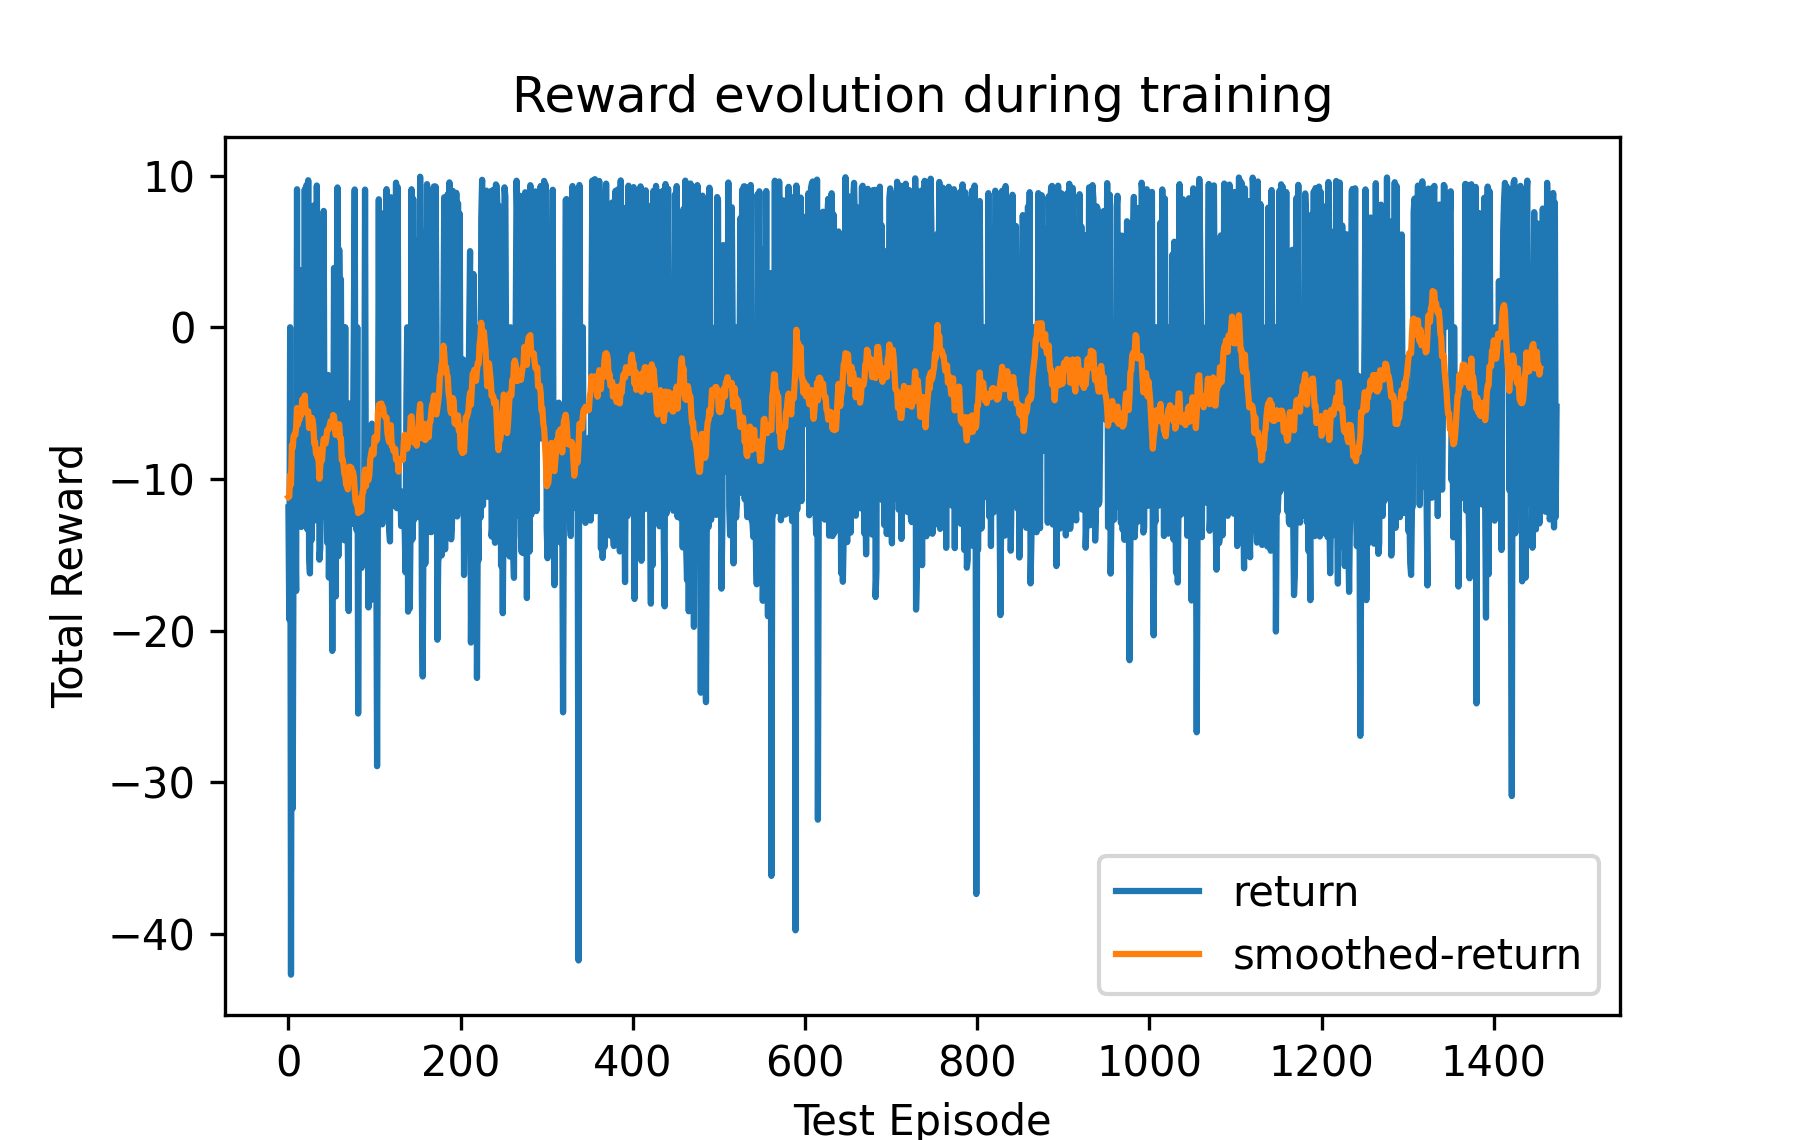 Reward evolution during training
10
0
−10
−20
−30
−40
Total Reward
return
smoothed-return
0 200 400 600 800 1000 1200 1400
Test Episode